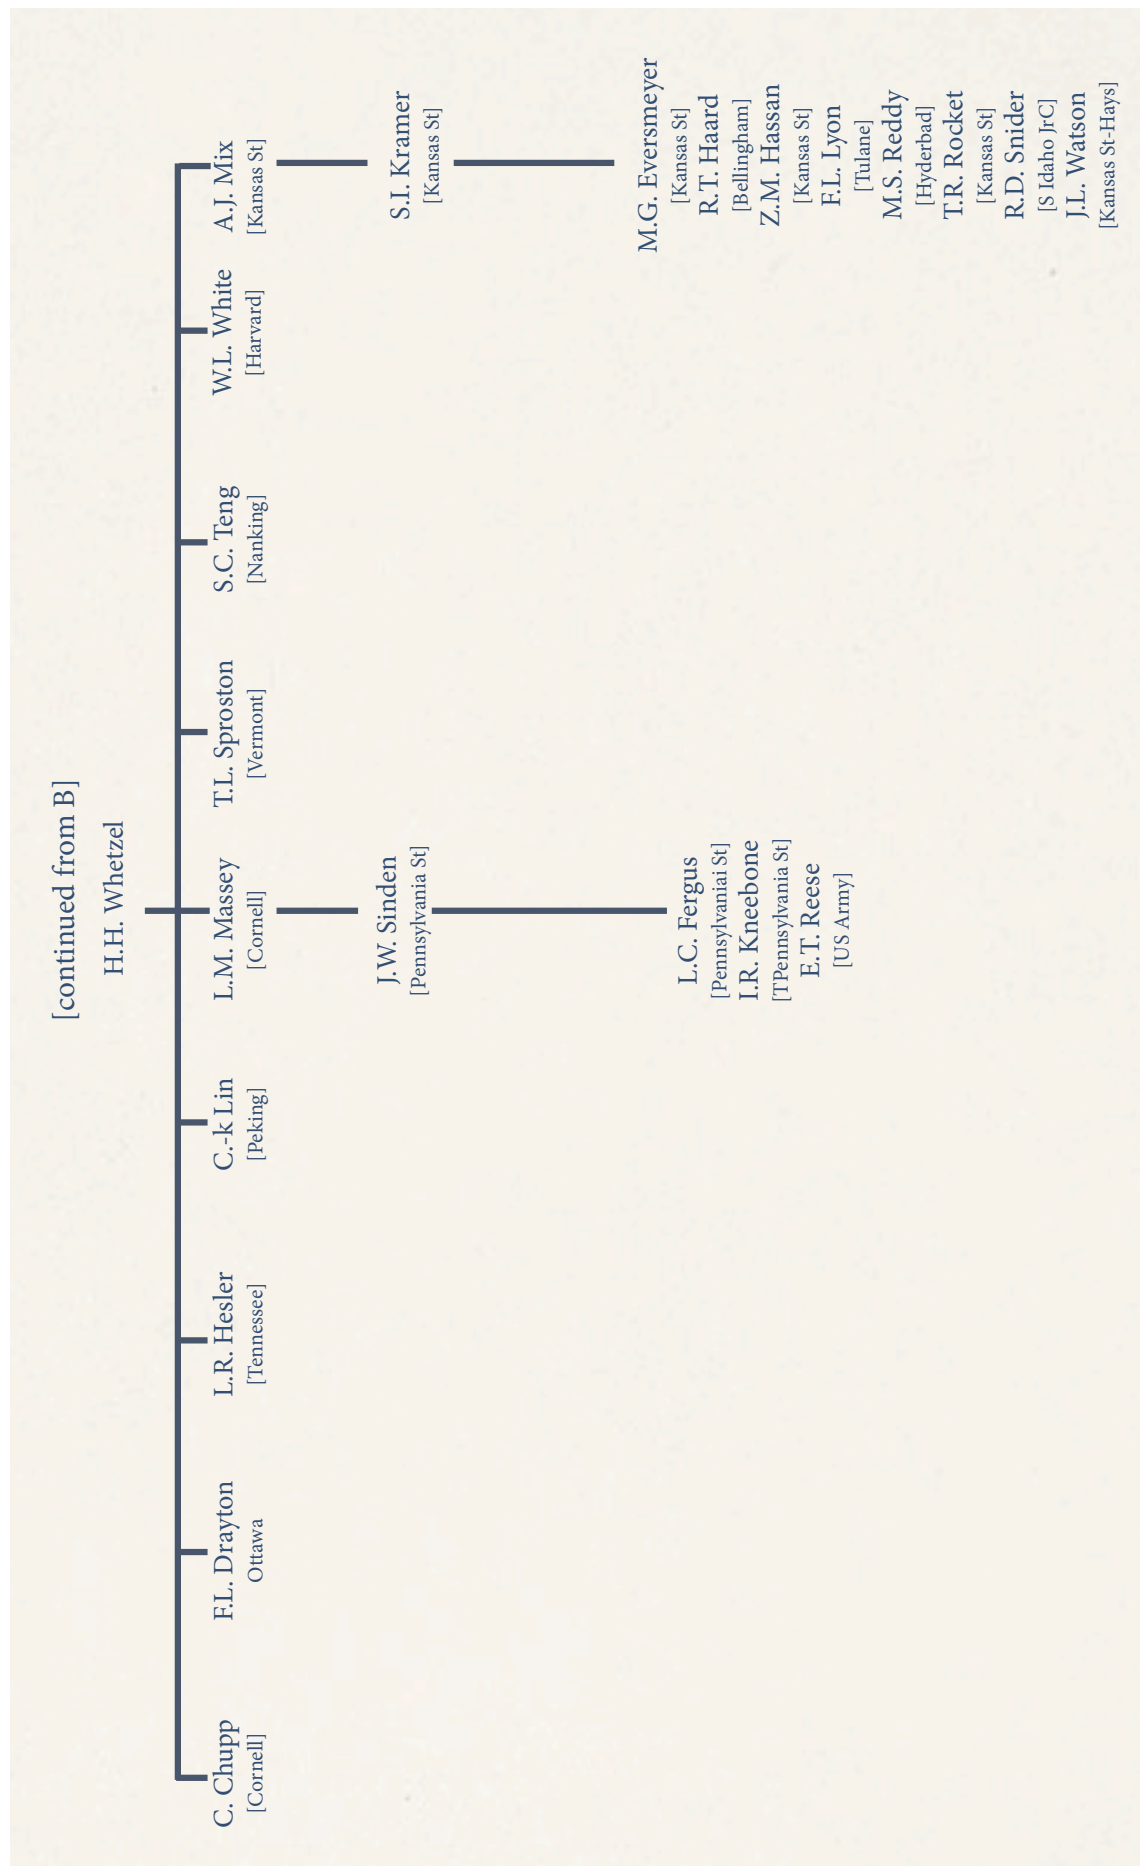 [continued from B]
H.H. Whetzel
C. Chupp
[Cornell]
F.L. Drayton
Ottawa
L.R. Hesler
[Tennessee]
C.-k Lin
[Peking]
L.M. Massey
[Cornell]
T.L. Sproston
[Vermont]
S.C. Teng
[Nanking]
W.L. White
[Harvard]
A.J. Mix
[Kansas St]
J.W. Sinden
[Pennsylvania St]
S.I. Kramer
[Kansas St]
L.C. Fergus
[Pennsylvaniai St]
I.R. Kneebone
[TPennsylvania St]
E.T. Reese
[US Army]
M.G. Eversmeyer
[Kansas St]
R.T. Haard
[Bellingham]
Z.M. Hassan
[Kansas St]
F.L. Lyon
[Tulane]
M.S. Reddy
[Hyderbad]
T.R. Rocket
[Kansas St]
R.D. Snider
[S Idaho JrC]
J.L. Watson
[Kansas St-Hays]